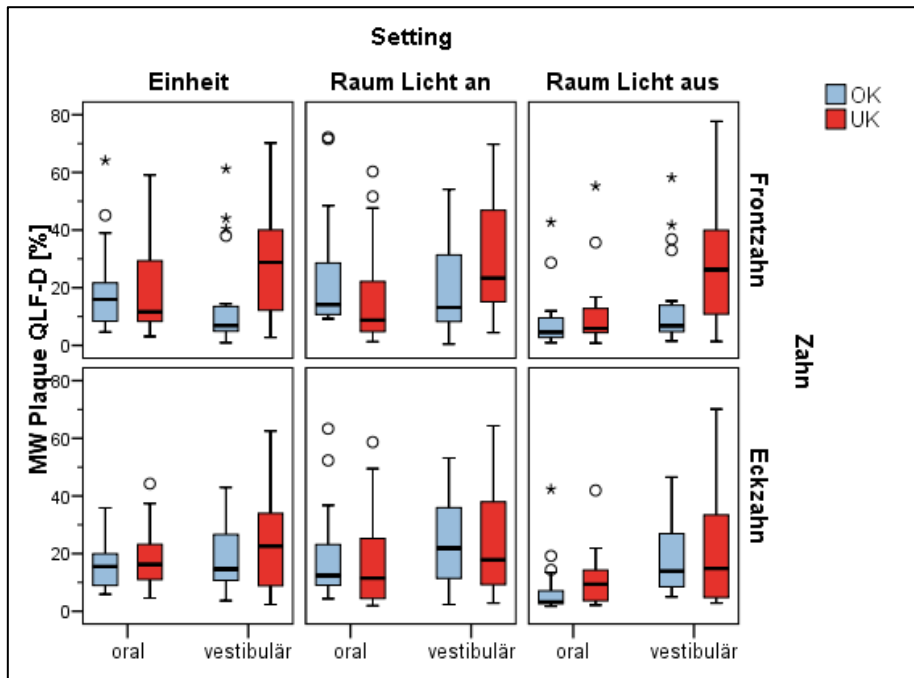 Setting
Einheit
Raum Licht an
Raum Licht aus
OK
UK
MW Plaque QLF-D [%]
80
60
40
20
0
Frontzahn
80
60
40
20
0
Eckzahn
Zahn
oral
vestibulär
oral
vestibulär
oral
vestibulär